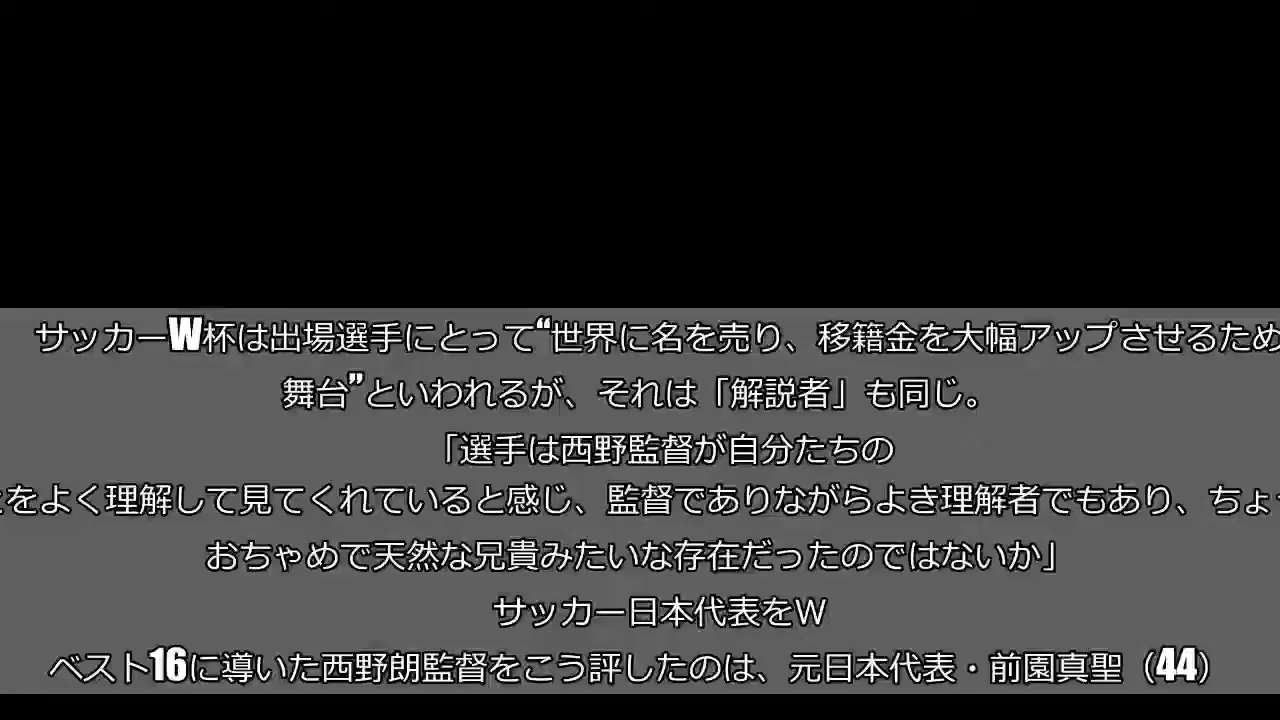 サッカーW杯は出場選手にとって“世界に名を売り、移籍金を大幅アップさせるため
舞台”といわれるが、それは「解説者」も同じ。
「選手は西野監督が自分たちの
をよく理解して見てくれていると感じ、監督でありながらよき理解者でもあり、ちょ
おちゃめで天然な兄貴みたいな存在だったのではないか」
サッカー日本代表をW
ベスト16に導いた西野朗監督をこう評したのは、元日本代表・前園真聖（44）